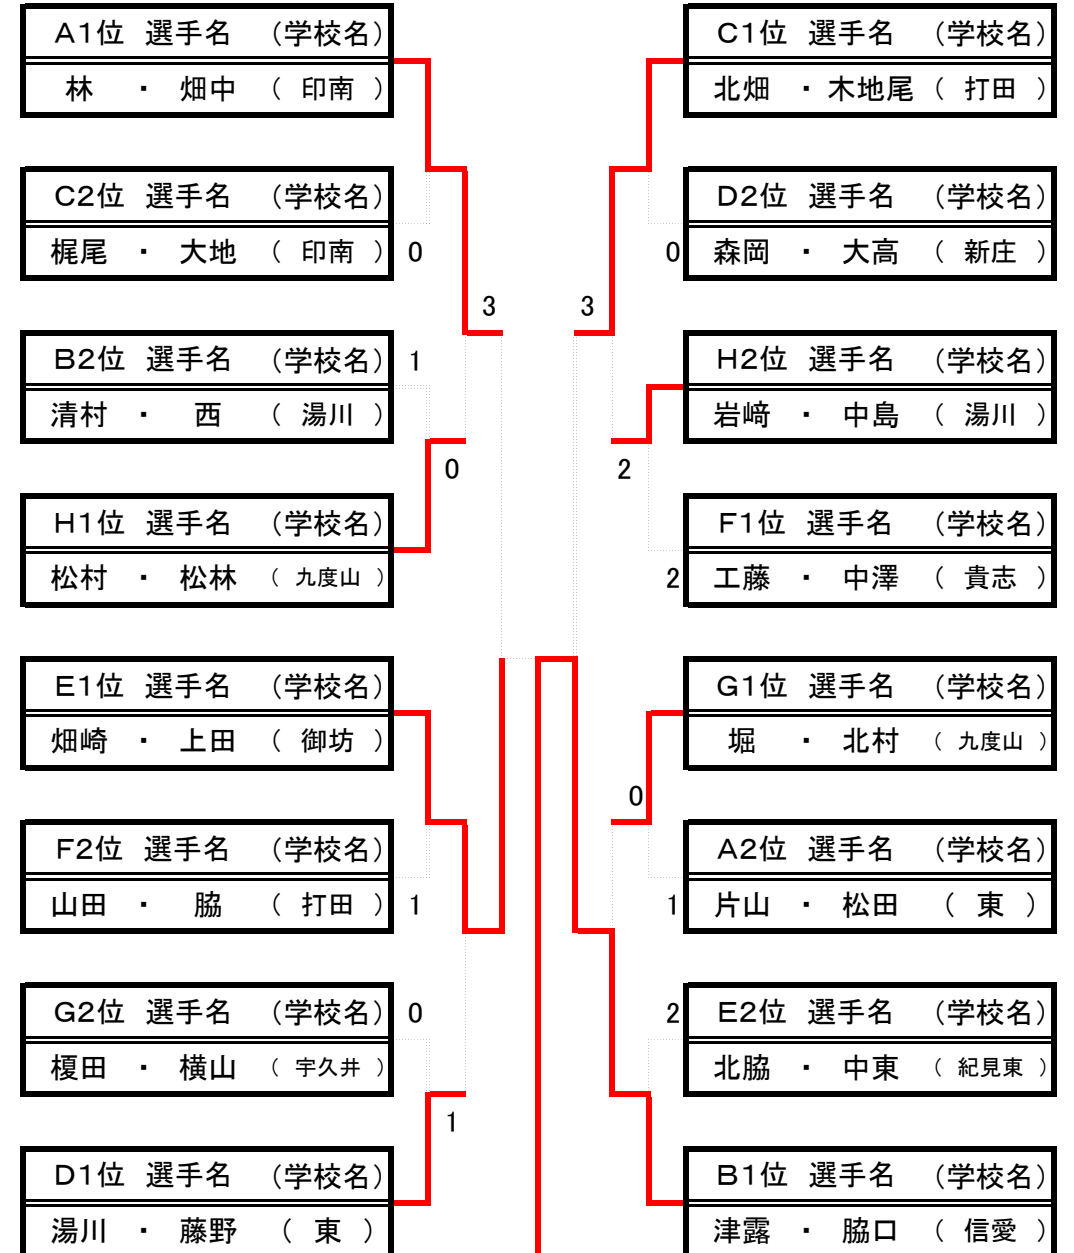 A1位 選手名 （学校名）
林 ・ 畑中 （ 印南 ）
C2位 選手名 （学校名）
梶尾 ・ 大地 （ 印南 ） 0
3
B2位 選手名 （学校名） 1
清村 ・ 西 （ 湯川 ）
0
H1位 選手名 （学校名）
松村 ・ 松林 （ 九度山 ）
E1位 選手名 （学校名）
畑崎 ・ 上田 （ 御坊 ）
F2位 選手名 （学校名）
山田 ・ 脇 （ 打田 ） 1
G2位 選手名 （学校名） 0
榎田 ・ 横山 （ 宇久井 ）
1
D1位 選手名 （学校名）
湯川 ・ 藤野 （ 東 ）
C1位 選手名 （学校名）
北畑 ・ 木地尾 （ 打田 ）
D2位 選手名 （学校名）
0 森岡 ・ 大高 （ 新庄 ）
3
H2位 選手名 （学校名）
岩﨑 ・ 中島 （ 湯川 ）
2
F1位 選手名 （学校名）
2 工藤 ・ 中澤 （ 貴志 ）
G1位 選手名 （学校名）
堀 ・ 北村 （ 九度山 ）
0
A2位 選手名 （学校名）
1 片山 ・ 松田 （ 東 ）
2 E2位 選手名 （学校名）
北脇 ・ 中東 （ 紀見東 ）
B1位 選手名 （学校名）
津露 ・ 脇口 （ 信愛 ）